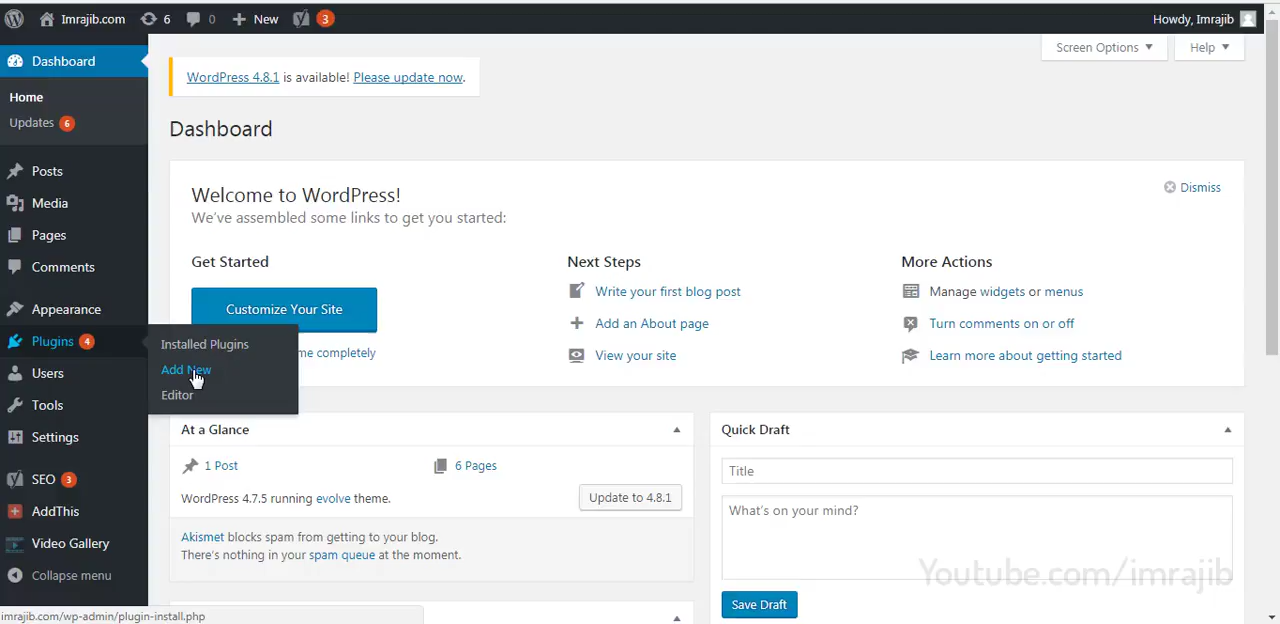 Imrajib.com 6 0 New 3 Howdy, Imrajib
Screen Options Help
Dashboard
Home
Updates 6
Posts
Media
Pages
Comments
Appearance
Plugins 4
Users
Tools
Settings
SEO 3
AddThis
Video Gallery
Collapse menu
Installed Plugins
Add New
Editor
WordPress 4.8.1 is available! Please update now.
Dashboard
Welcome to WordPress!
We've assembled some links to get you started:
Dismiss
Get Started
Customize Your Site
me completely
Next Steps
Write your first blog post
Add an About page
View your site
More Actions
Manage widgets or menus
Turn comments on or off
Learn more about getting started
At a Glance
1 Post 6 Pages
WordPress 4.7.5 running evolve theme. Update to 4.8.1
Akismet blocks spam from getting to your blog.
There's nothing in your spam queue at the moment.
Quick Draft
Title
What's on your mind?
Save Draft
Youtube.com/imrajib
imrajib.com/wp-admin/plugin-install.php